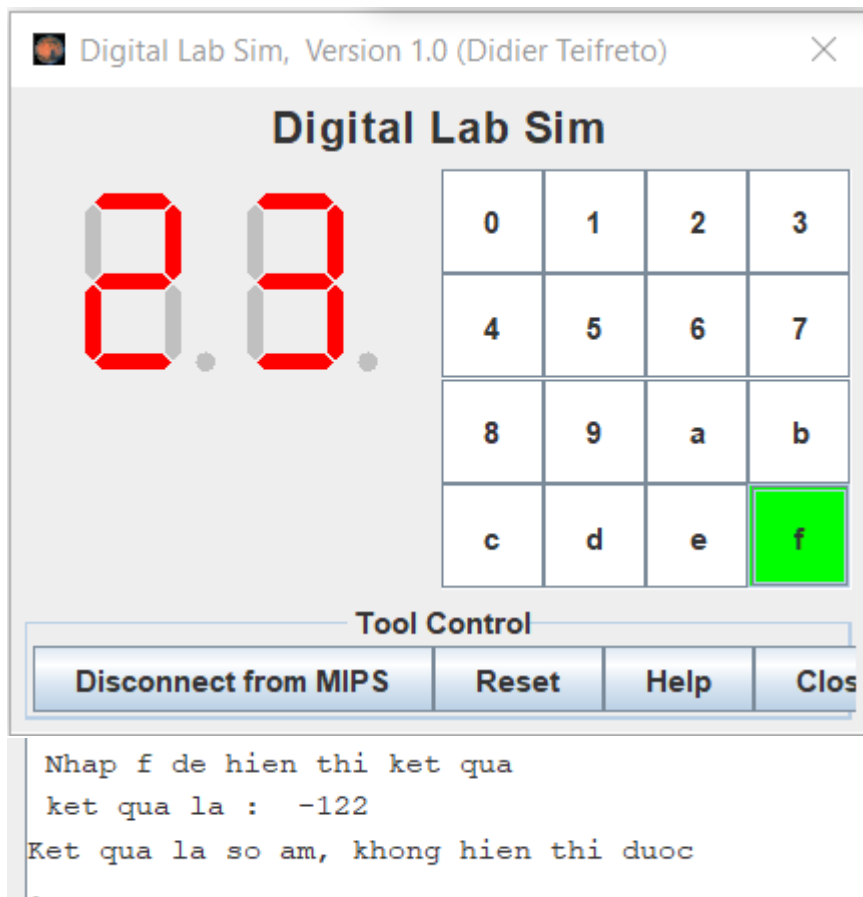 Digital Lab Sim, Version 1.0 (Didier Teifreto)
Digital Lab Sim
23
0 1 2 3
4 5 6 7
8 9 a b
c d e f
Tool Control
Disconnect from MIPS Reset Help Clos
Nhap f de hien thi ket qua
ket qua la : -122
Ket qua la so am, khong hien thi duoc